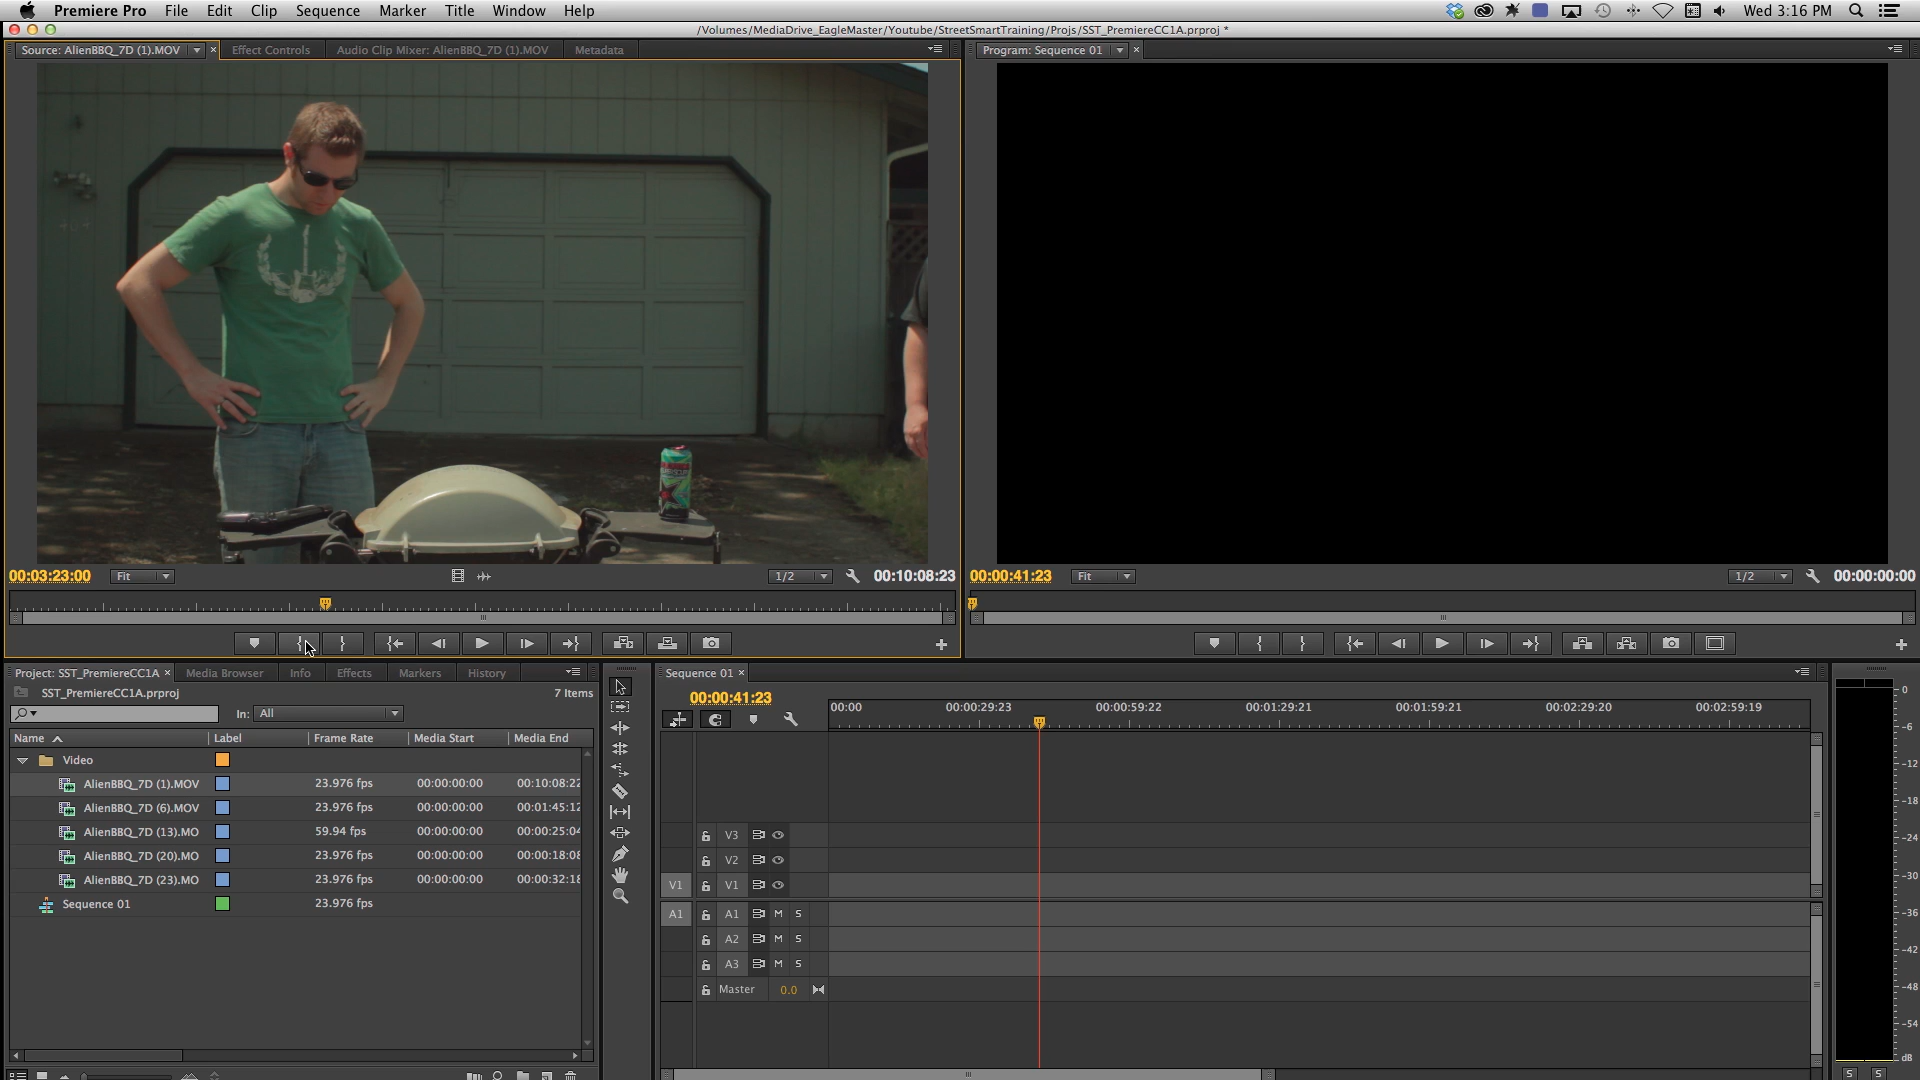 Premiere Pro File Edit Clip Sequence Marker Title Window Help Wed 3:16 PM
/Volumes/MediaDrive_EagleMaster/Youtube/StreetSmartTraining/Projs/SST_PremiereCC1A.prproj *
Source: AlienBBQ_7D (1).MOV × Effect Controls Audio Clip Mixer: AlienBBQ_7D (1).MOV Metadata
Program: Sequence 01 ×
00:03:23:00 Fit 1/2 00:10:08:23
00:00:41:23 Fit 1/2 00:00:00:00
Project: SST_PremiereCC1A × Media Browser Info Effects Markers History
SST_PremiereCC1A.prproj 7 Items
In: All
Name Label Frame Rate Media Start Media End
Video
AlienBBQ_7D (1).MOV 23.976 fps 00:00:00:00 00:10:08:22
AlienBBQ_7D (6).MOV 23.976 fps 00:00:00:00 00:01:45:12
AlienBBQ_7D (13).MO 59.94 fps 00:00:00:00 00:00:25:04
AlienBBQ_7D (20).MO 23.976 fps 00:00:00:00 00:00:18:08
AlienBBQ_7D (23).MO 23.976 fps 00:00:00:00 00:00:32:18
Sequence 01 23.976 fps
Sequence 01 ×
00:00:41:23
00:00 00:00:29:23 00:00:59:22 00:01:29:21 00:01:59:21 00:02:29:20 00:02:59:19
V3
V2
V1 V1
A1 A1 M S
A2 M S
A3 M S
Master 0.0
0
-6
-12
-18
-24
-30
-36
-42
-48
-54
dB
S S